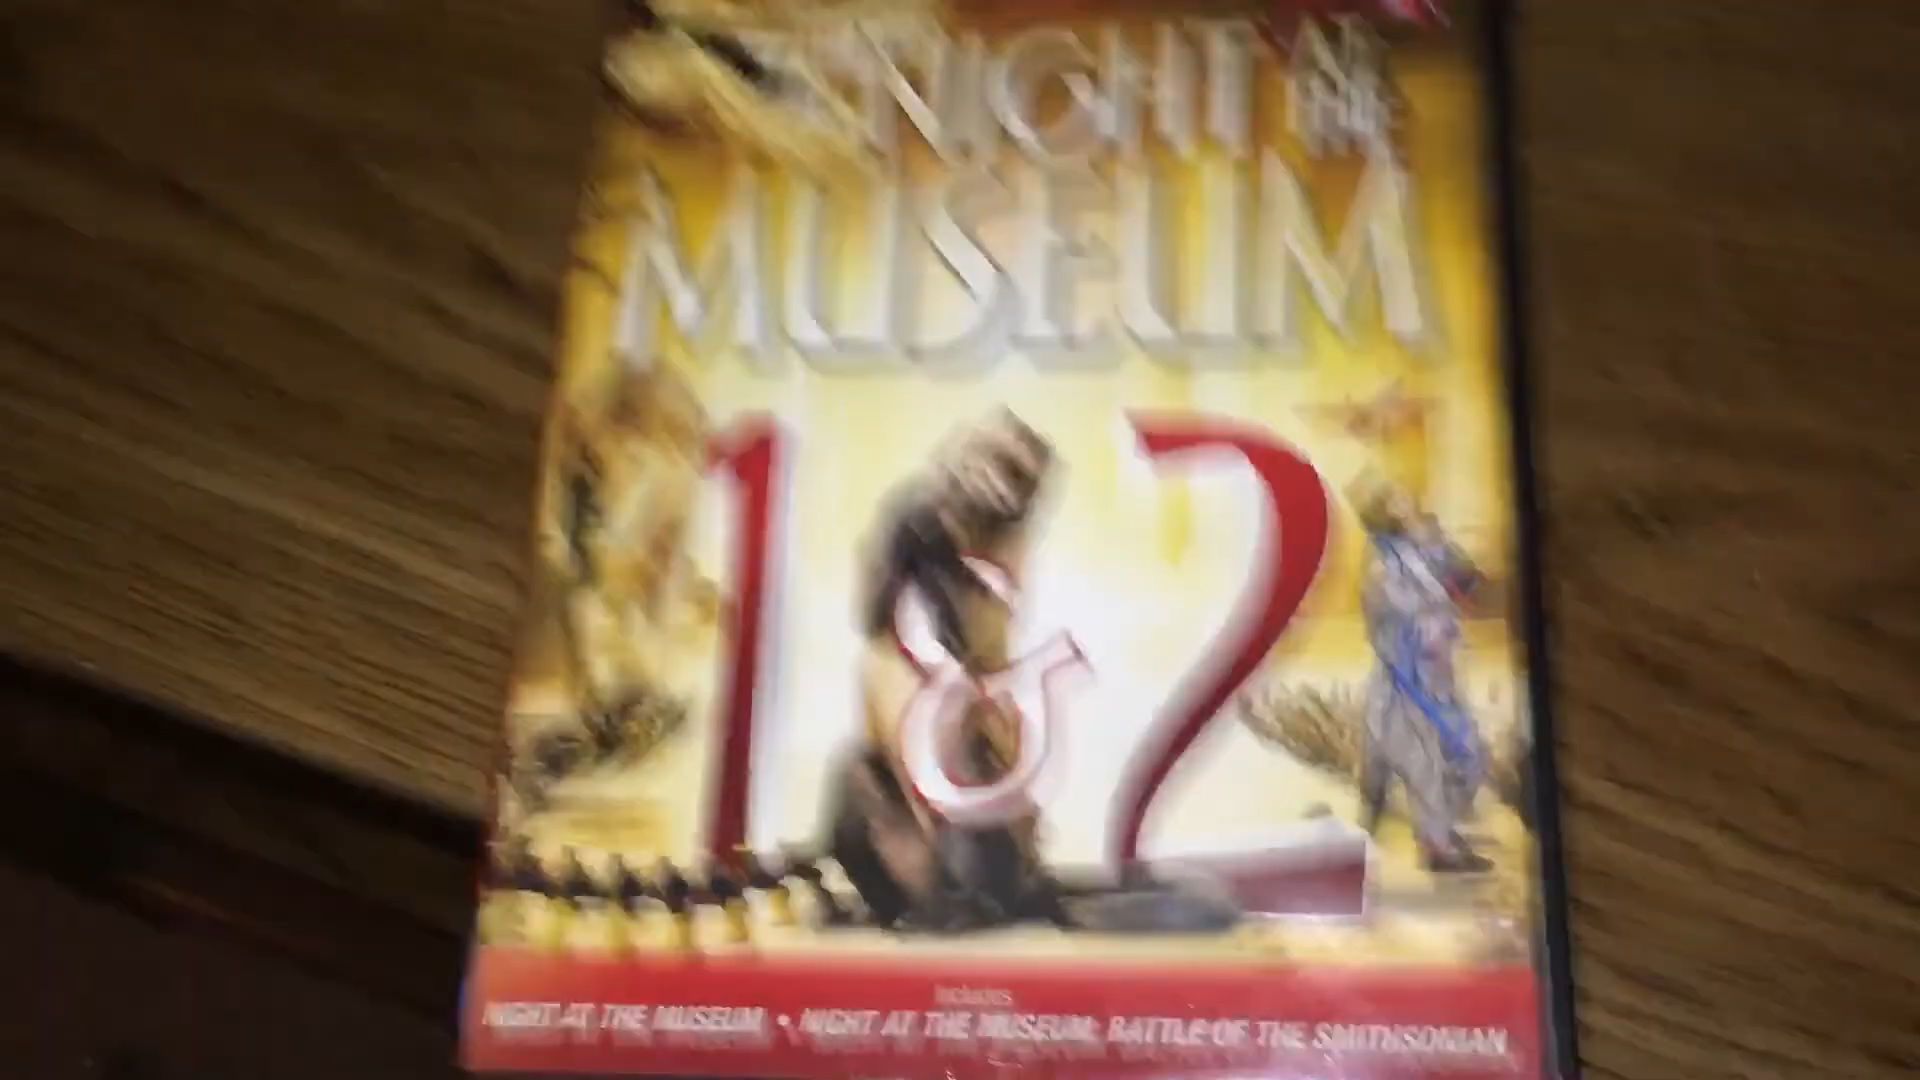 NIGHT AT THE
MUSEUM
1 & 2
Includes
NIGHT AT THE MUSEUM • NIGHT AT THE MUSEUM: BATTLE OF THE SMITHSONIAN